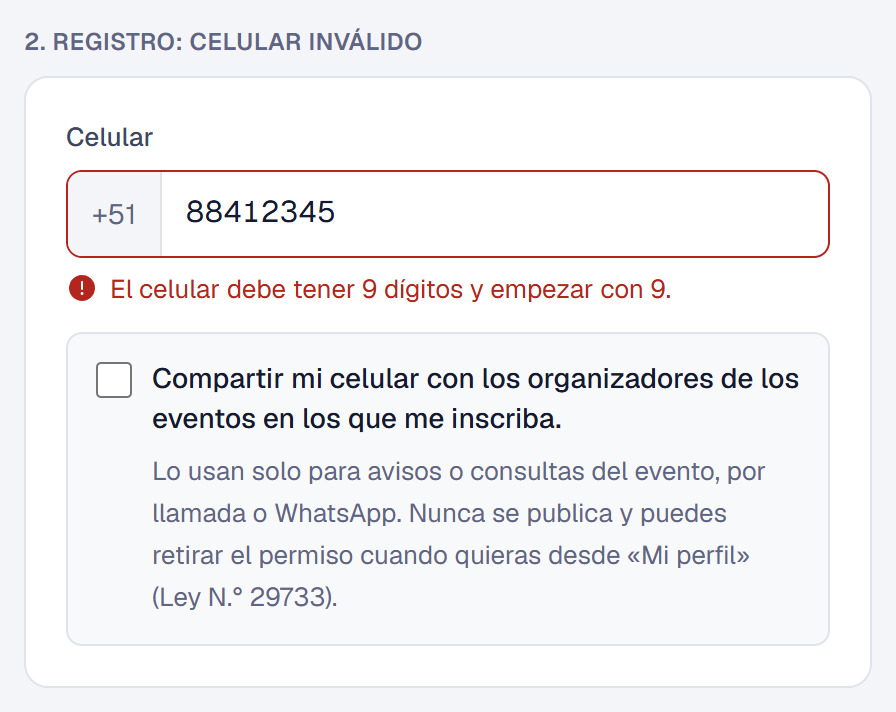 2. REGISTRO: CELULAR INVÁLIDO
Celular
+51 88412345
El celular debe tener 9 dígitos y empezar con 9.
Compartir mi celular con los organizadores de los
eventos en los que me inscriba.
Lo usan solo para avisos o consultas del evento, por
llamada o WhatsApp. Nunca se publica y puedes
retirar el permiso cuando quieras desde «Mi perfil»
(Ley N.° 29733).